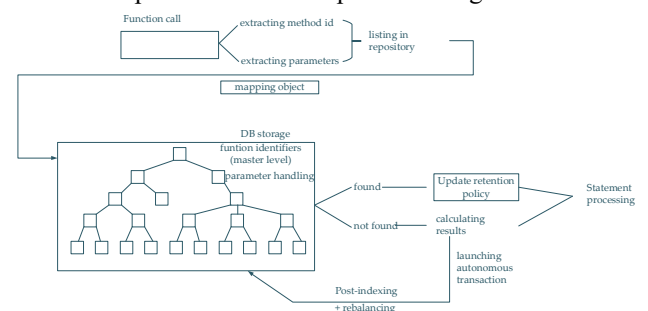 Function call
extracting method id
extracting parameters
listing in
repository
mapping object
DB storage
funtion identifiers
(master level)
parameter handling
found
not found
Update retention
policy
calculating
results
Statement
processing
launching
autonomous
transaction
Post-indexing
+ rebalancing